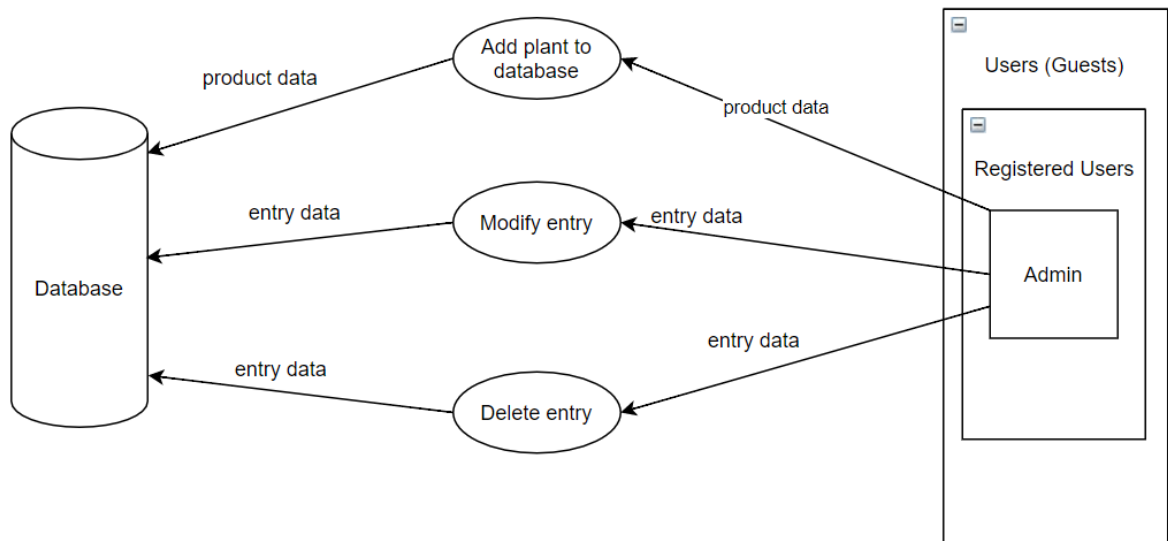 Add plant to
database
Users (Guests)
product data
product data
Registered Users
entry data
Modify entry
entry data
Database
Admin
entry data
entry data
Delete entry